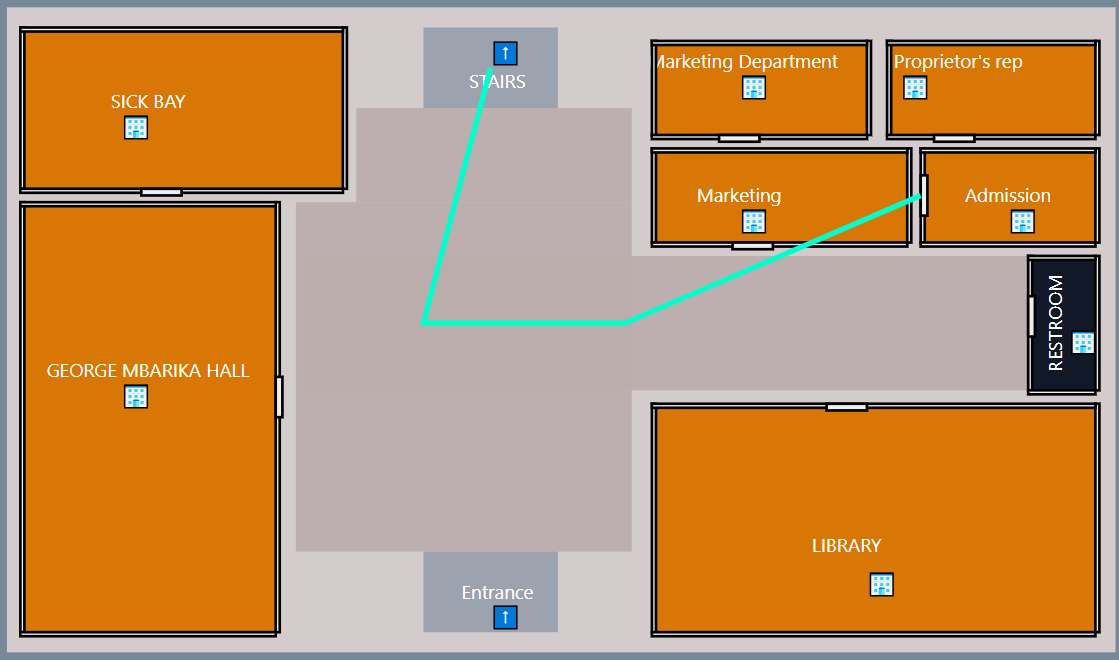 SICK BAY
STAIRS
Marketing Department
Proprietor's rep
Marketing
Admission
RESTROOM
GEORGE MBARIKA HALL
LIBRARY
Entrance